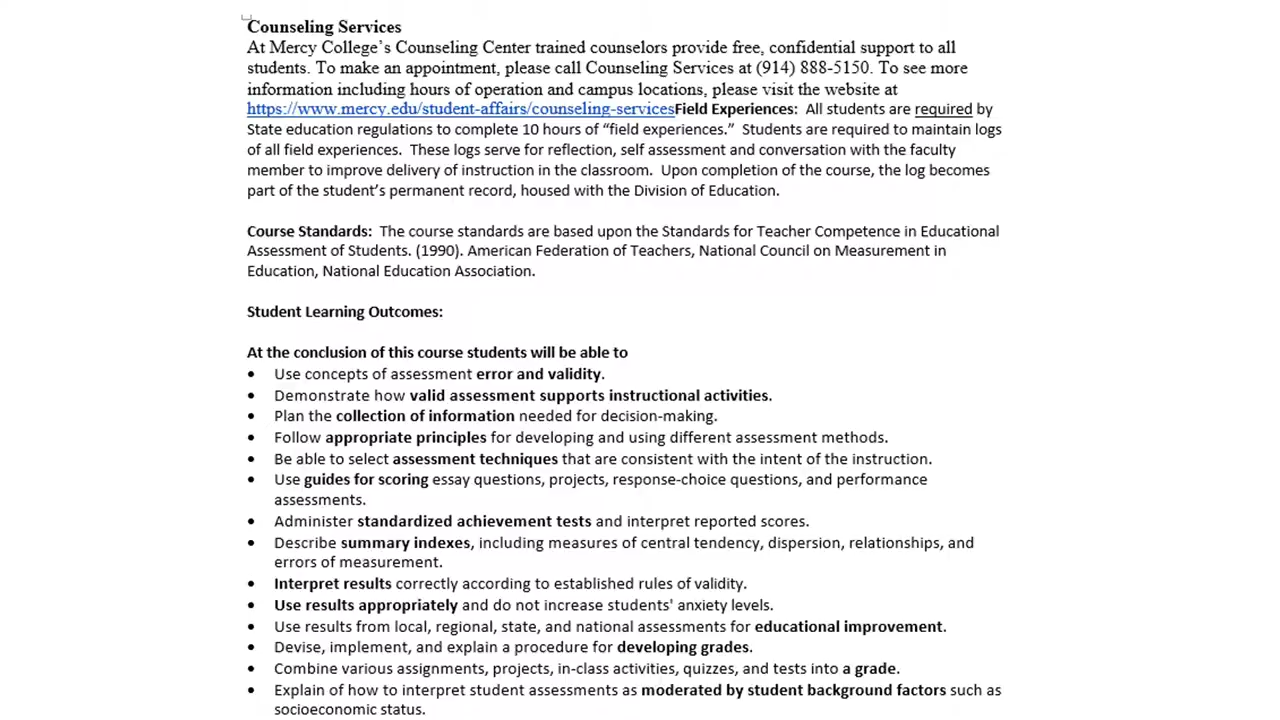 Counseling Services
At Mercy College's Counseling Center trained counselors provide free, confidential support to all
students. To make an appointment, please call Counseling Services at (914) 888-5150. To see more
information including hours of operation and campus locations, please visit the website at
https://www.mercy.edu/student-affairs/counseling-servicesField Experiences:  All students are required by
State education regulations to complete 10 hours of “field experiences.”  Students are required to maintain logs
of all field experiences.  These logs serve for reflection, self assessment and conversation with the faculty
member to improve delivery of instruction in the classroom.  Upon completion of the course, the log becomes
part of the student’s permanent record, housed with the Division of Education.
Course Standards:  The course standards are based upon the Standards for Teacher Competence in Educational
Assessment of Students. (1990). American Federation of Teachers, National Council on Measurement in
Education, National Education Association.
Student Learning Outcomes:
At the conclusion of this course students will be able to
• Use concepts of assessment error and validity.
• Demonstrate how valid assessment supports instructional activities.
• Plan the collection of information needed for decision-making.
• Follow appropriate principles for developing and using different assessment methods.
• Be able to select assessment techniques that are consistent with the intent of the instruction.
• Use guides for scoring essay questions, projects, response-choice questions, and performance
assessments.
• Administer standardized achievement tests and interpret reported scores.
• Describe summary indexes, including measures of central tendency, dispersion, relationships, and
errors of measurement.
• Interpret results correctly according to established rules of validity.
• Use results appropriately and do not increase students' anxiety levels.
• Use results from local, regional, state, and national assessments for educational improvement.
• Devise, implement, and explain a procedure for developing grades.
• Combine various assignments, projects, in-class activities, quizzes, and tests into a grade.
• Explain of how to interpret student assessments as moderated by student background factors such as
socioeconomic status.